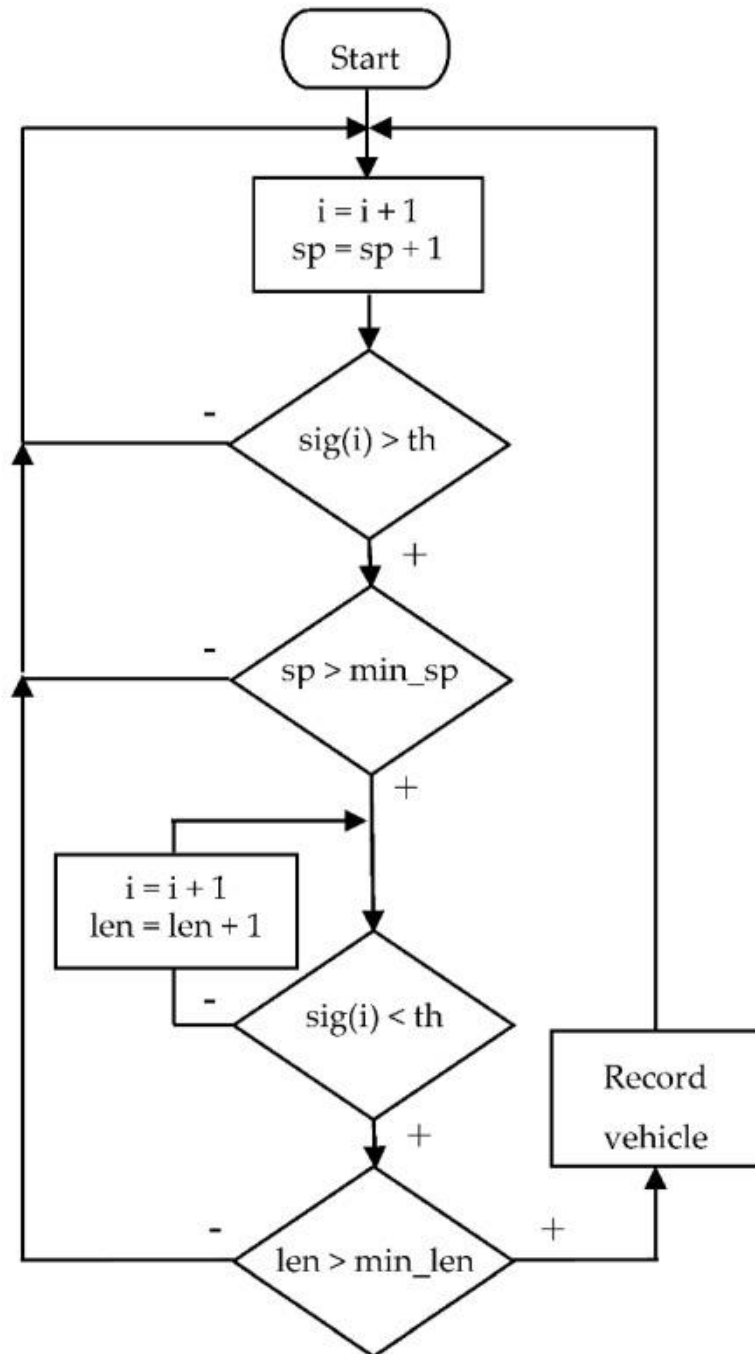 Start
i = i + 1
sp = sp + 1
-
sig(i) > th
+
-
sp > min_sp
+
i = i + 1
len = len + 1
-
sig(i) < th
+
Record
vehicle
-
len > min_len
+